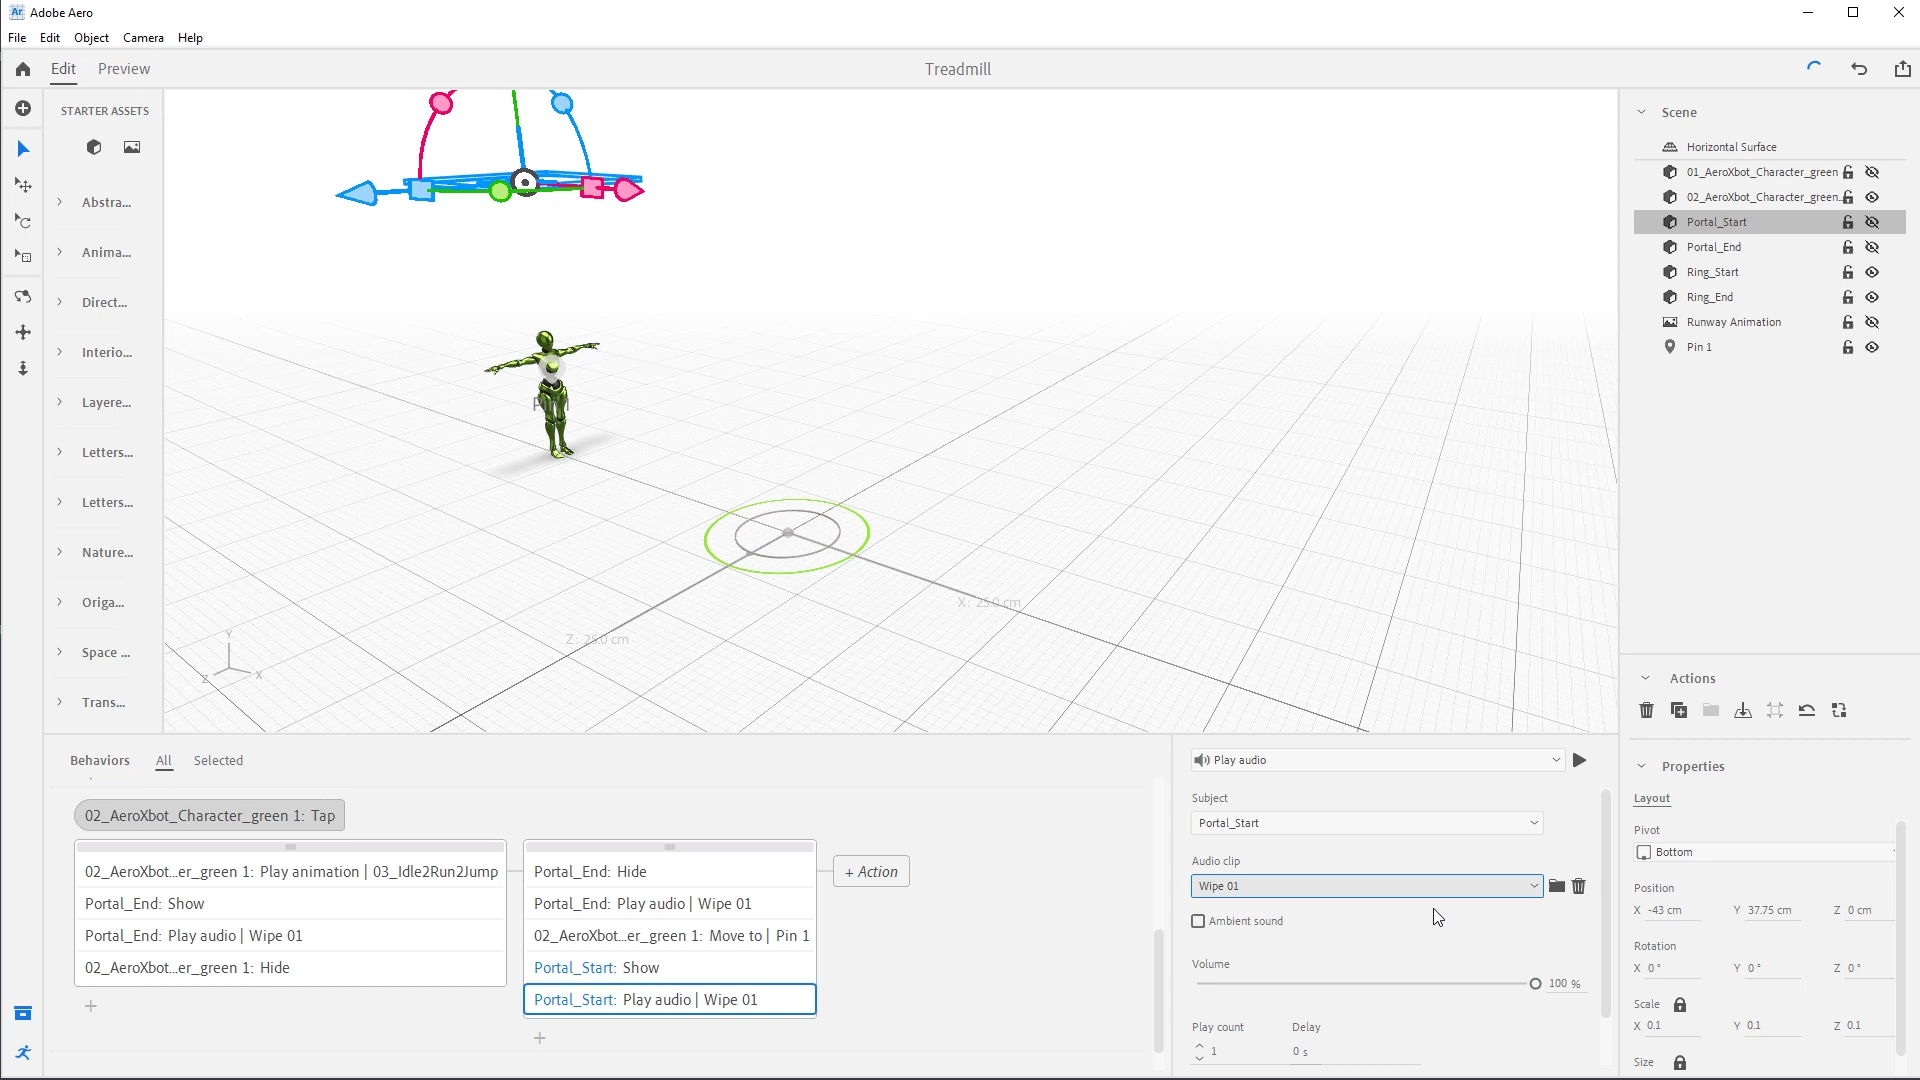 Adobe Aero
File Edit Object Camera Help
Edit Preview
Treadmill
STARTER ASSETS
Abstra...
Anima...
Direct...
Interio...
Layere...
Letters...
Letters...
Nature...
Origa...
Space ...
Trans...
X: 25.0 cm
Z: 25.0 cm
Y
Z
X
Scene
Horizontal Surface
01_AeroXbot_Character_green
02_AeroXbot_Character_green...
Portal_Start
Portal_End
Ring_Start
Ring_End
Runway Animation
Pin 1
Actions
Properties
Layout
Pivot
Bottom
Position
X -43 cm Y 37.75 cm Z 0 cm
Rotation
X 0° Y 0° Z 0°
Scale
X 0.1 Y 0.1 Z 0.1
Size
Behaviors All Selected
02_AeroXbot_Character_green 1: Tap
02_AeroXbot...er_green 1: Play animation | 03_Idle2Run2Jump
Portal_End: Show
Portal_End: Play audio | Wipe 01
02_AeroXbot...er_green 1: Hide
+
Portal_End: Hide
Portal_End: Play audio | Wipe 01
02_AeroXbot...er_green 1: Move to | Pin 1
Portal_Start: Show
Portal_Start: Play audio | Wipe 01
+
+ Action
Play audio
Subject
Portal_Start
Audio clip
Wipe 01
Ambient sound
Volume
100 %
Play count Delay
1 0 s